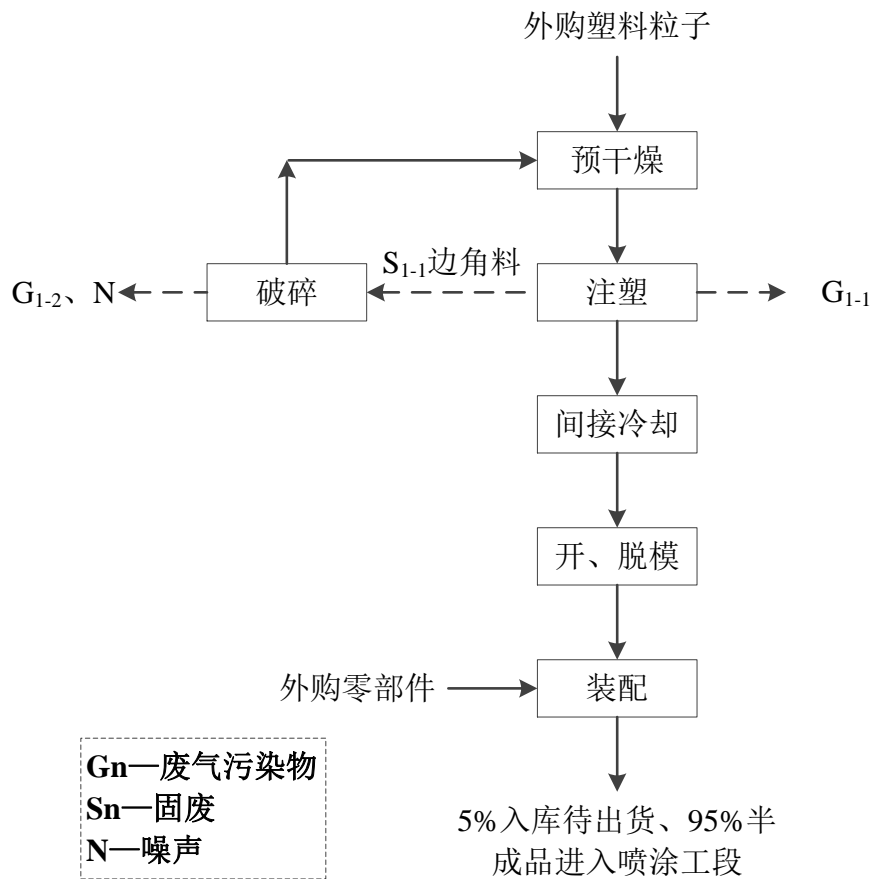 外购塑料粒子
预干燥
S1-1边角料
G1-2、N
破碎
注塑
G1-1
间接冷却
开、脱模
外购零部件
装配
Gn—废气污染物
Sn—固废
N—噪声
5%入库待出货、95%半
成品进入喷涂工段